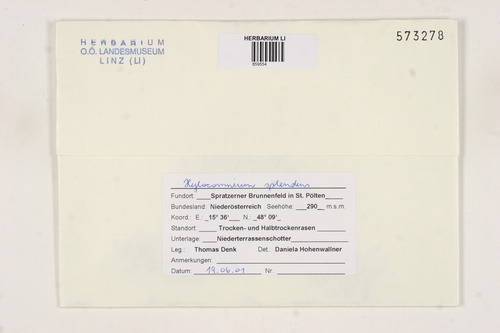 HERBARIUM
O.Ö. LANDESMUSEUM
LINZ (LI)
HERBARIUM LI
859554
573278
Hylocomium splendens
Fundort: Spratzerner Brunnenfeld in St. Pölten
Bundesland: Niederösterreich Seehöhe: 290 m.s.m.
Koord.: E.: 15° 36' N.: 48° 09'
Standort: Trocken- und Halbtrockenrasen
Unterlage: Niederterrassenschotter
Leg.: Thomas Denk Det.: Daniela Hohenwallner
Anmerkungen:
Datum: 19.06.01 Nr.